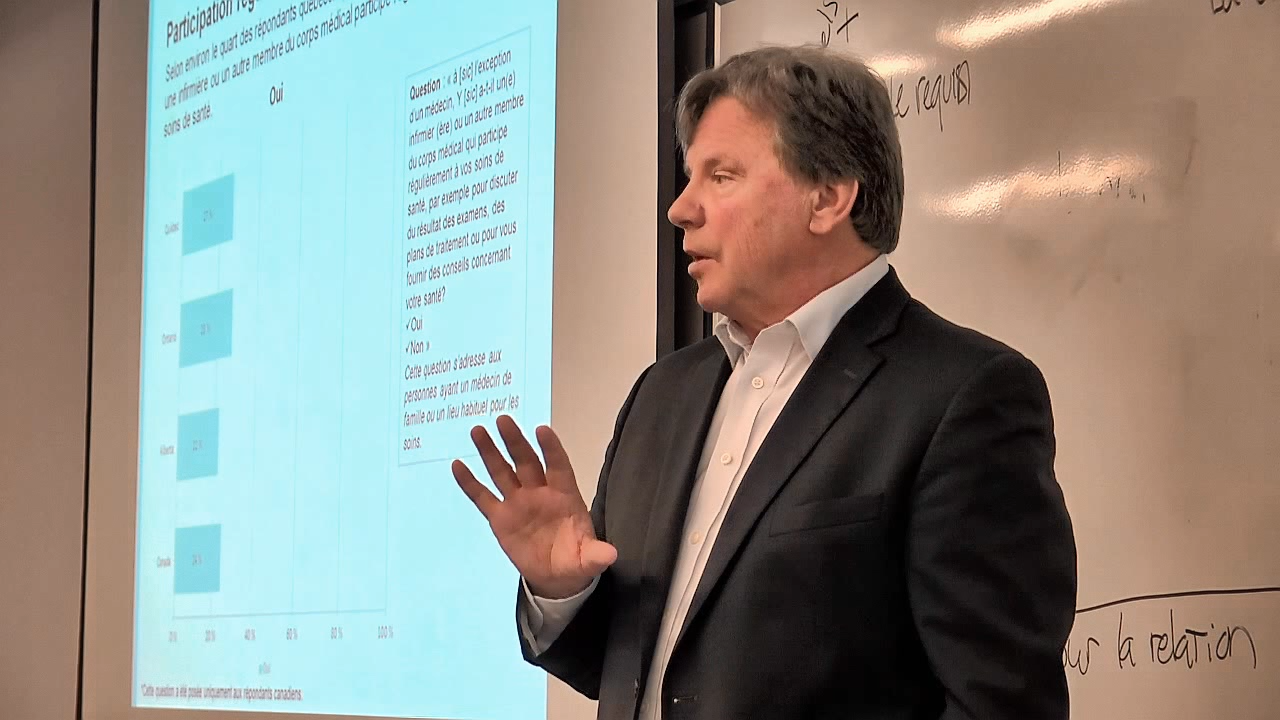 Participation
Selon environ le quart des répondants
une infirmière ou un autre membre du corps médical participe
soins de santé.
Oui
Question : « à [sic] l'exception
d'un médecin, Y [sic] a-t-il un(e)
infirmier (ère) ou un autre membre
du corps médical qui participe
régulièrement à vos soins de
santé, par exemple pour discuter
du résultat des examens, des
plans de traitement ou pour vous
fournir des conseils concernant
votre santé?
✓Oui
✓Non »
Cette question s'adresse aux
personnes ayant un médecin de
famille ou un lieu habituel pour les
soins.
Québec
Ontario
Alberta
Canada 24 %
0 % 20 % 40 % 60 % 80 % 100 %
*Cette question a été posée uniquement aux répondants canadiens.
requis
la relation